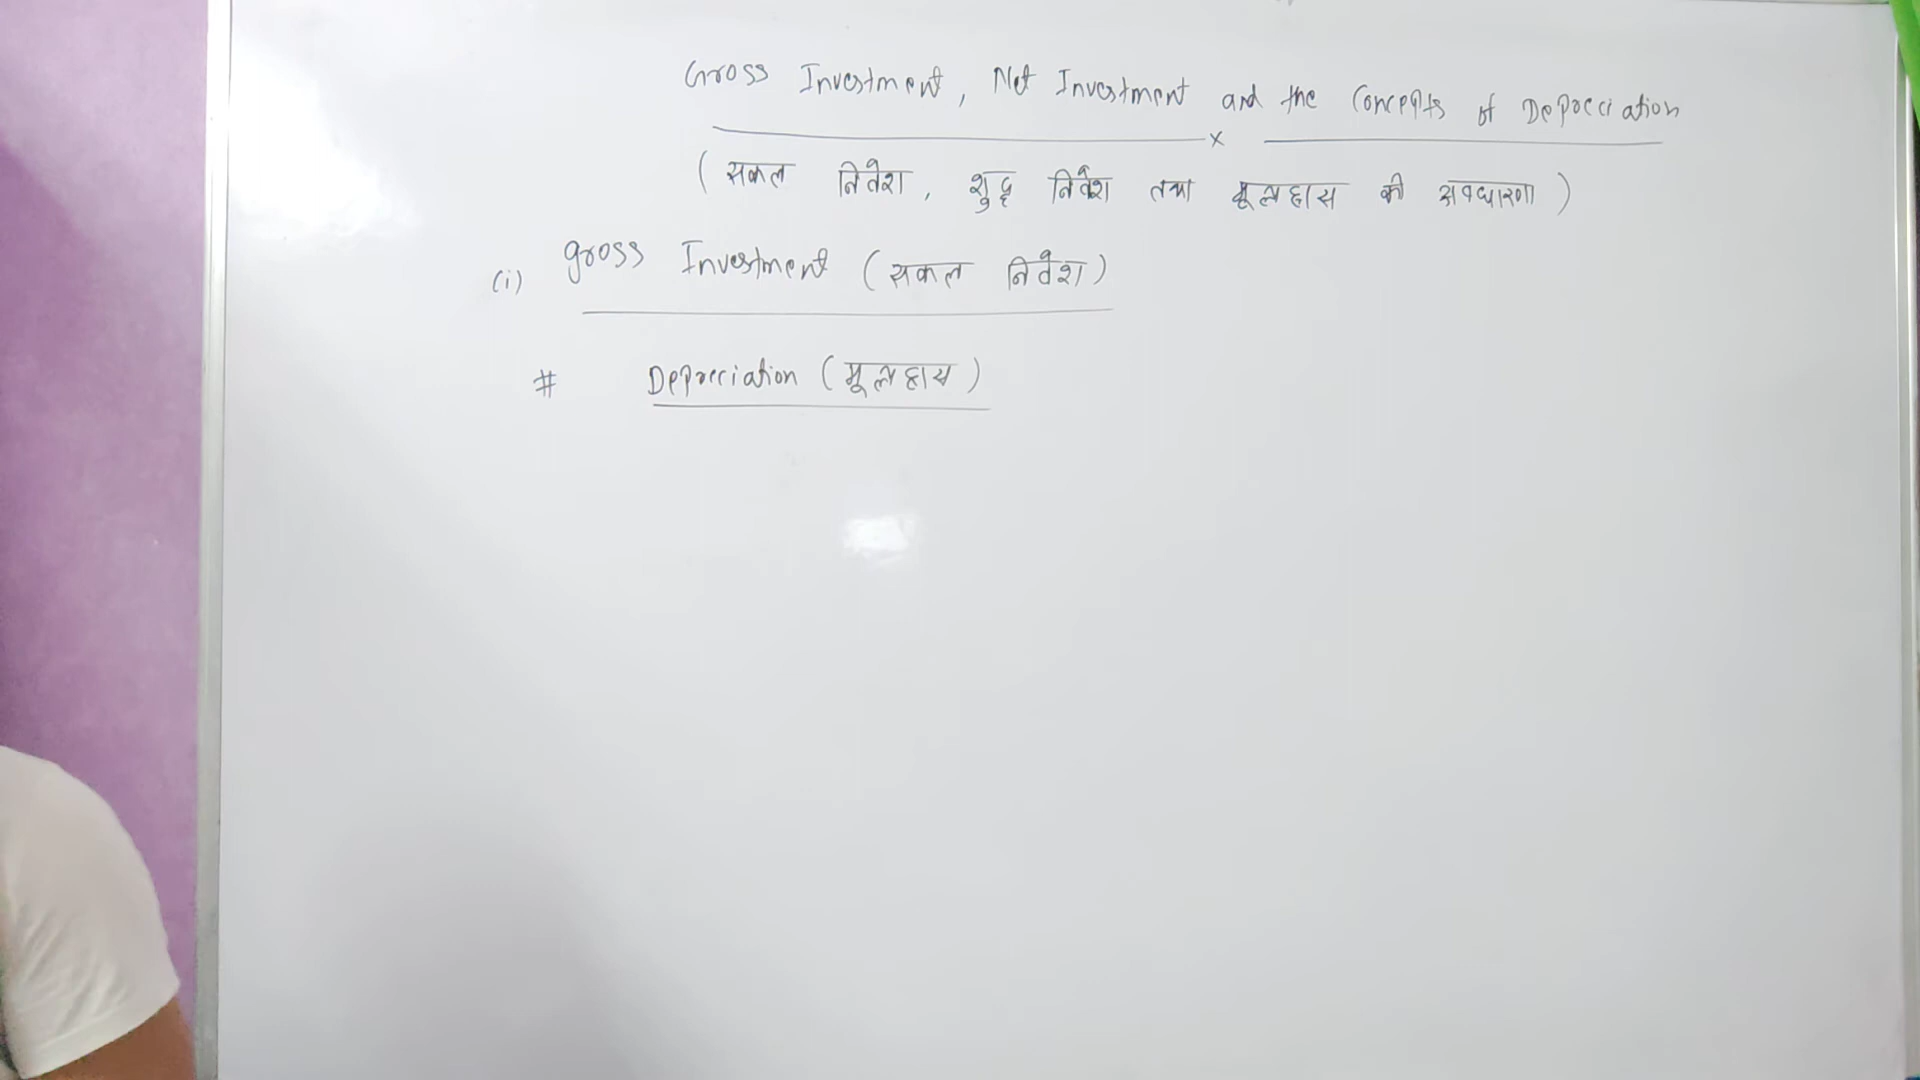 Gross Investment, Net Investment and the Concepts of Depreciation
(सकल निवेश, शुद्ध निवेश तथा मूल्यह्रास की अवधारणा)
(i) gross Investment (सकल निवेश)
# Depreciation (मूल्यह्रास)